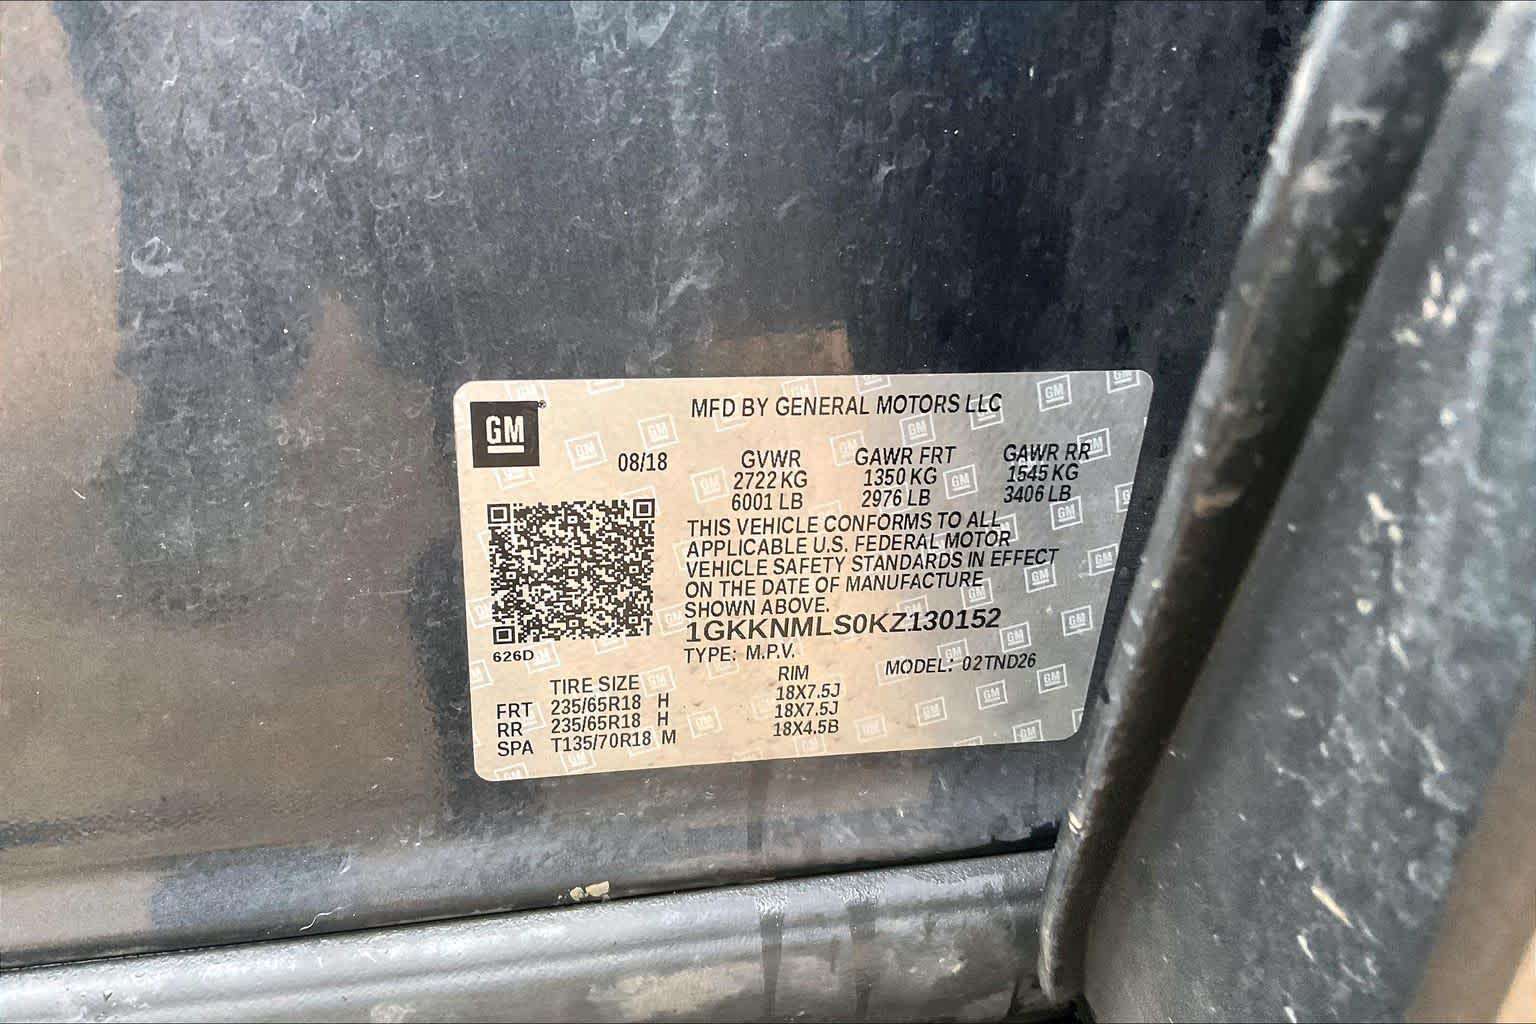 GM
MFD BY GENERAL MOTORS LLC
08/18
GVWR GAWR FRT GAWR RR
2722 KG 1350 KG 1545 KG
6001 LB 2976 LB 3406 LB
THIS VEHICLE CONFORMS TO ALL
APPLICABLE U.S. FEDERAL MOTOR
VEHICLE SAFETY STANDARDS IN EFFECT
ON THE DATE OF MANUFACTURE
SHOWN ABOVE.
1GKKNMLS0KZ130152
626D
TYPE: M.P.V. MODEL: 02TND26
TIRE SIZE RIM
FRT 235/65R18 H 18X7.5J
RR 235/65R18 H 18X7.5J
SPA T135/70R18 M 18X4.5B